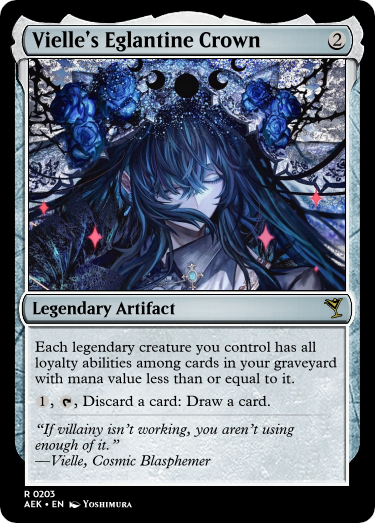 Vielle's Eglantine Crown 2
Legendary Artifact
Each legendary creature you control has all
loyalty abilities among cards in your graveyard
with mana value less than or equal to it.
1, T, Discard a card: Draw a card.
"If villainy isn't working, you aren't using
enough of it."
—Vielle, Cosmic Blasphemer
R 0203
AEK • EN Yoshimura